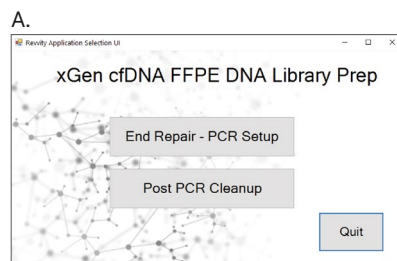 A.
Revvity Application Selection UI
xGen cfDNA FFPE DNA Library Prep
End Repair - PCR Setup
Post PCR Cleanup
Quit